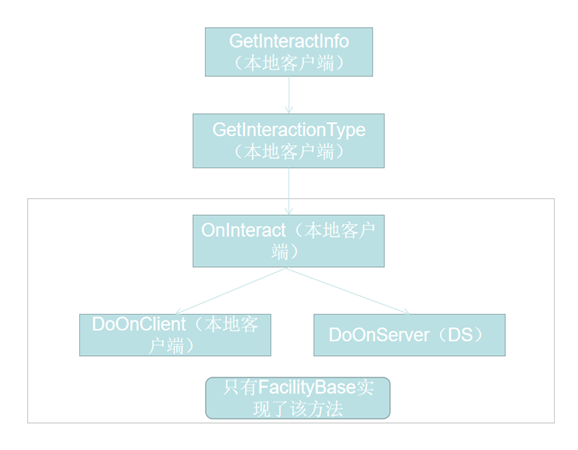 GetInteractInfo
（本地客户端）
GetInteractionType
（本地客户端）
OnInteract（本地客户
端）
DoOnClient（本地客
户端）
DoOnServer（DS）
只有FacilityBase实
现了该方法